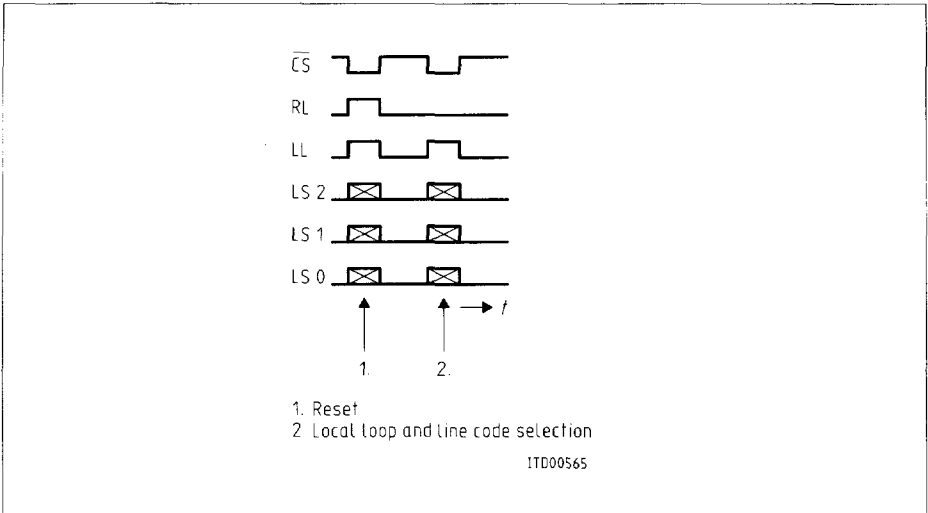 CS
RL
LL
LS 2
LS 1
LS 0
t
1. 2.
1. Reset
2 Local loop and line code selection
ITD00565